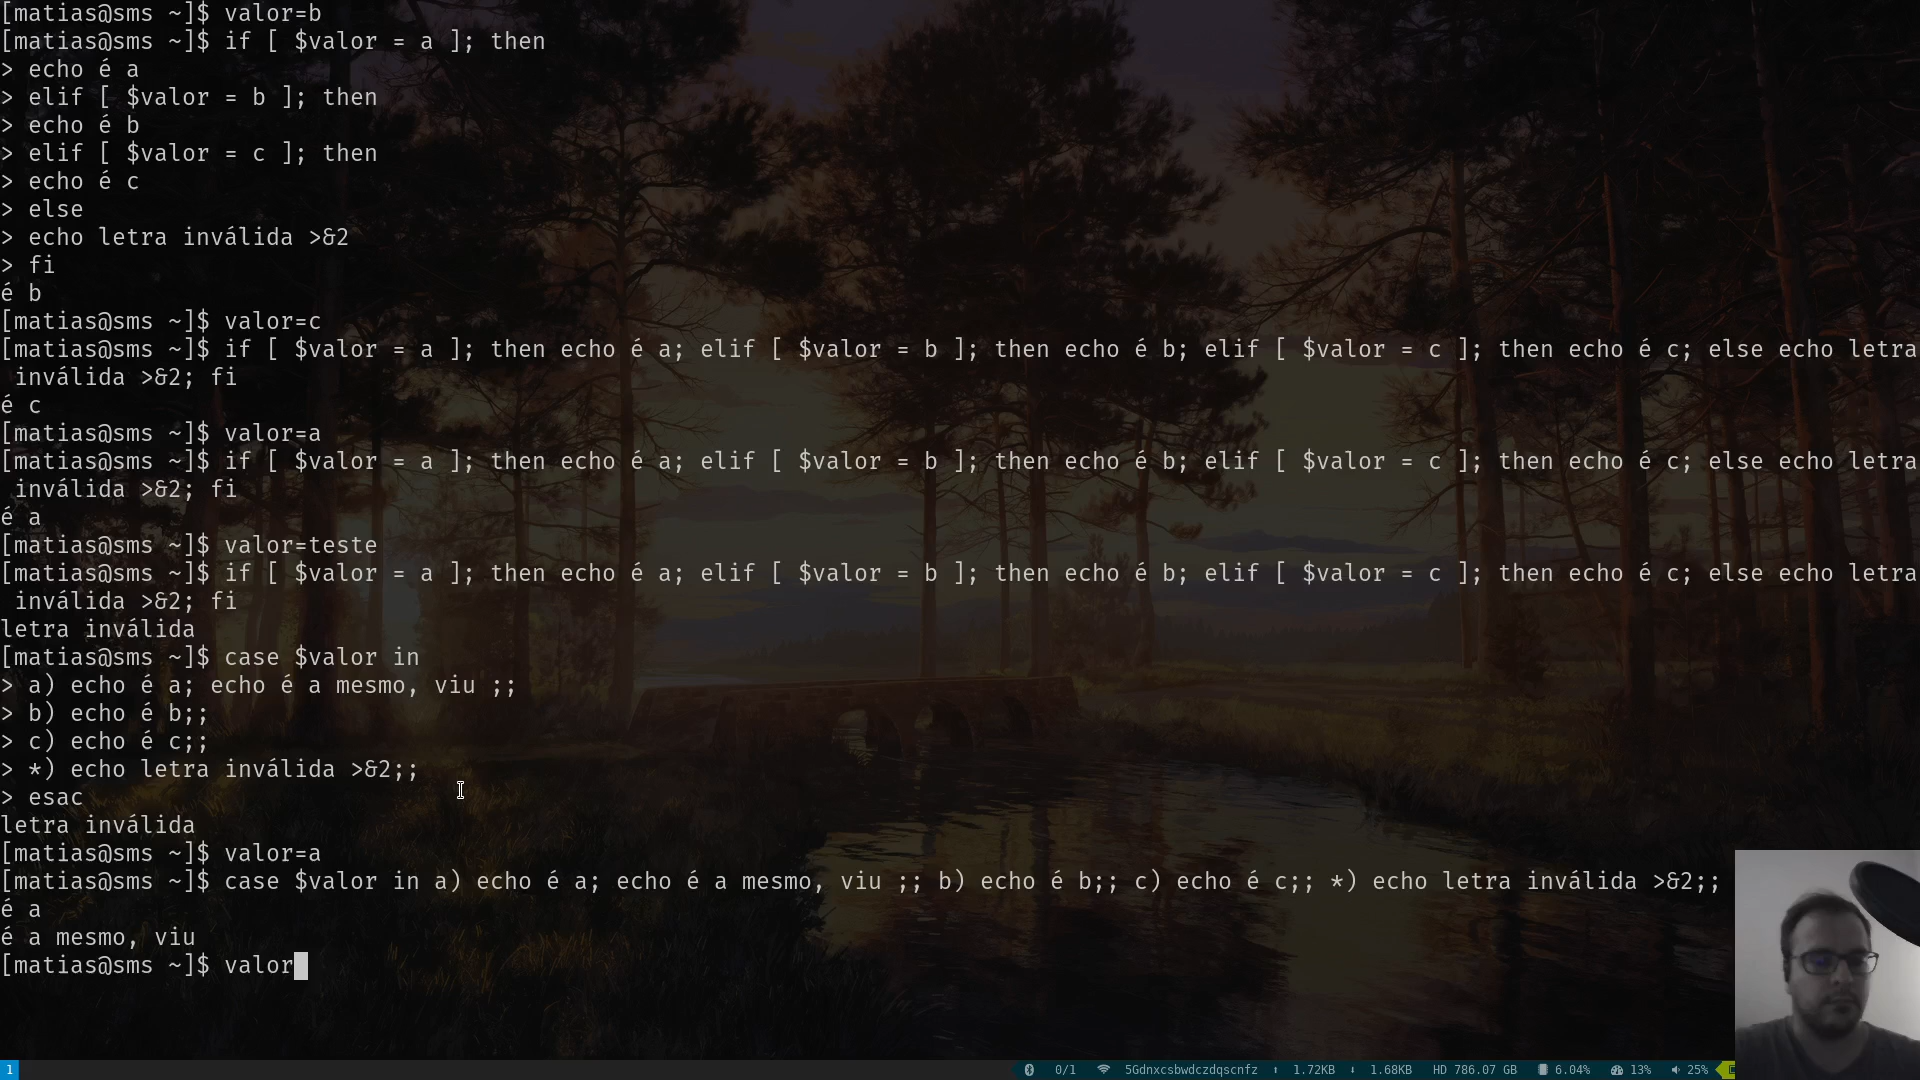 [matias@sms ~]$ valor=b
[matias@sms ~]$ if [ $valor = a ]; then
> echo é a
> elif [ $valor = b ]; then
> echo é b
> elif [ $valor = c ]; then
> echo é c
> else
> echo letra inválida >&2
> fi
é b
[matias@sms ~]$ valor=c
[matias@sms ~]$ if [ $valor = a ]; then echo é a; elif [ $valor = b ]; then echo é b; elif [ $valor = c ]; then echo é c; else echo letra
 inválida >&2; fi
é c
[matias@sms ~]$ valor=a
[matias@sms ~]$ if [ $valor = a ]; then echo é a; elif [ $valor = b ]; then echo é b; elif [ $valor = c ]; then echo é c; else echo letra
 inválida >&2; fi
é a
[matias@sms ~]$ valor=teste
[matias@sms ~]$ if [ $valor = a ]; then echo é a; elif [ $valor = b ]; then echo é b; elif [ $valor = c ]; then echo é c; else echo letra
 inválida >&2; fi
letra inválida
[matias@sms ~]$ case $valor in
> a) echo é a; echo é a mesmo, viu ;;
> b) echo é b;;
> c) echo é c;;
> *) echo letra inválida >&2;;
> esac
letra inválida
[matias@sms ~]$ valor=a
[matias@sms ~]$ case $valor in a) echo é a; echo é a mesmo, viu ;; b) echo é b;; c) echo é c;; *) echo letra inválida >&2;;
é a
é a mesmo, viu
[matias@sms ~]$ valor
1 0/1 5Gdnxcsbwdczdqscnfz ↑ 1.72KB ↓ 1.68KB HD 786.07 GB 6.04% 13% 25%